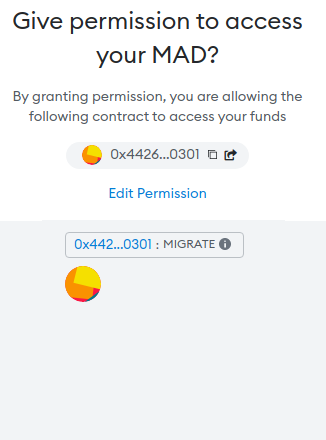 Give permission to access
your MAD?
By granting permission, you are allowing the
following contract to access your funds
0x4426...0301
Edit Permission
0x442...0301 : MIGRATE